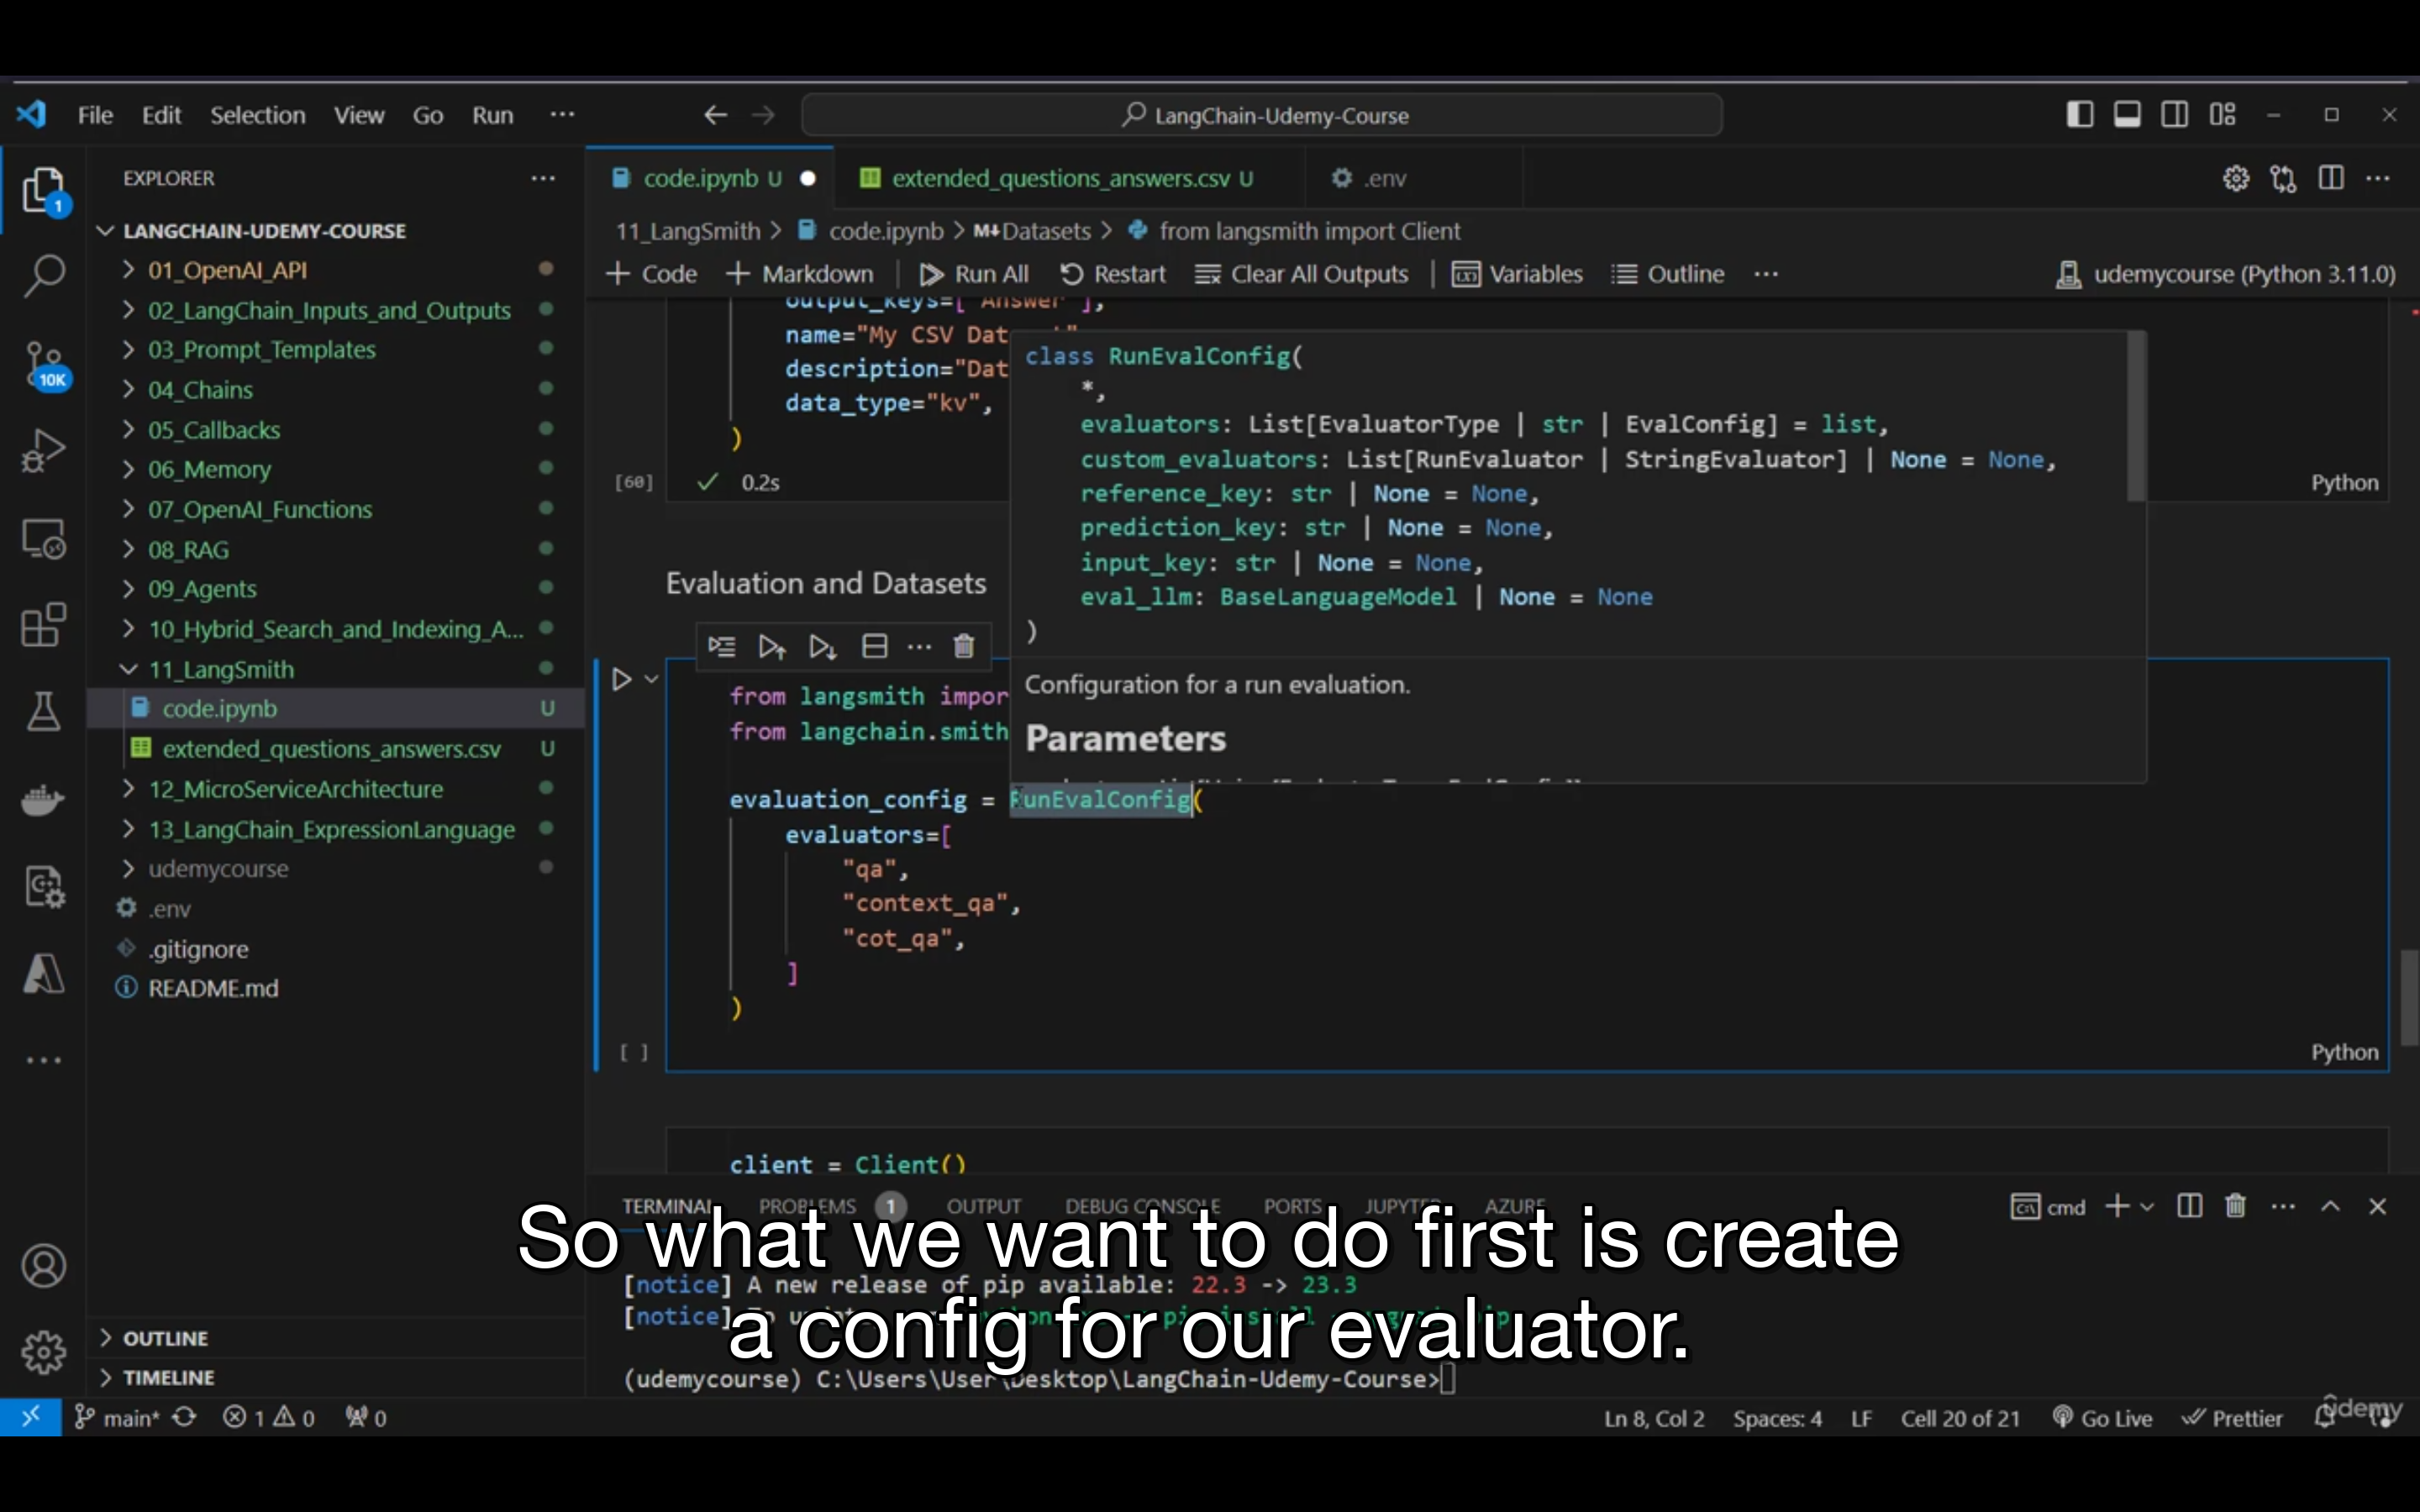 File Edit Selection View Go Run ···
LangChain-Udemy-Course
EXPLORER
1
10K
LANGCHAIN-UDEMY-COURSE
01_OpenAI_API
02_LangChain_Inputs_and_Outputs
03_Prompt_Templates
04_Chains
05_Callbacks
06_Memory
07_OpenAI_Functions
08_RAG
09_Agents
10_Hybrid_Search_and_Indexing_A...
11_LangSmith
code.ipynb U
extended_questions_answers.csv U
12_MicroServiceArchitecture
13_LangChain_ExpressionLanguage
udemycourse
.env
.gitignore
README.md
OUTLINE
TIMELINE
code.ipynb U extended_questions_answers.csv U .env
11_LangSmith > code.ipynb > M↓Datasets > from langsmith import Client
+ Code + Markdown Run All Restart Clear All Outputs Variables Outline ··· udemycourse (Python 3.11.0)
output_keys=["Answer"],
name="My CSV Dat
description="Dat
data_type="kv",
)
[60] ✓ 0.2s
Python
class RunEvalConfig(
*,
evaluators: List[EvaluatorType | str | EvalConfig] = list,
custom_evaluators: List[RunEvaluator | StringEvaluator] | None = None,
reference_key: str | None = None,
prediction_key: str | None = None,
input_key: str | None = None,
eval_llm: BaseLanguageModel | None = None
)
Configuration for a run evaluation.
Parameters
Evaluation and Datasets
from langsmith impor
from langchain.smith
evaluation_config = RunEvalConfig(
evaluators=[
"qa",
"context_qa",
"cot_qa",
]
)
[ ]
Python
client = Client()
TERMINAL PROBLEMS 1 OUTPUT DEBUG CONSOLE PORTS JUPYTER AZURE cmd
So what we want to do first is create
a config for our evaluator.
[notice] A new release of pip available: 22.3 -> 23.3
[notice]
(udemycourse) C:\Users\User\Desktop\LangChain-Udemy-Course>
main* 1 0 0 Ln 8, Col 2 Spaces: 4 LF Cell 20 of 21 Go Live Prettier
udemy